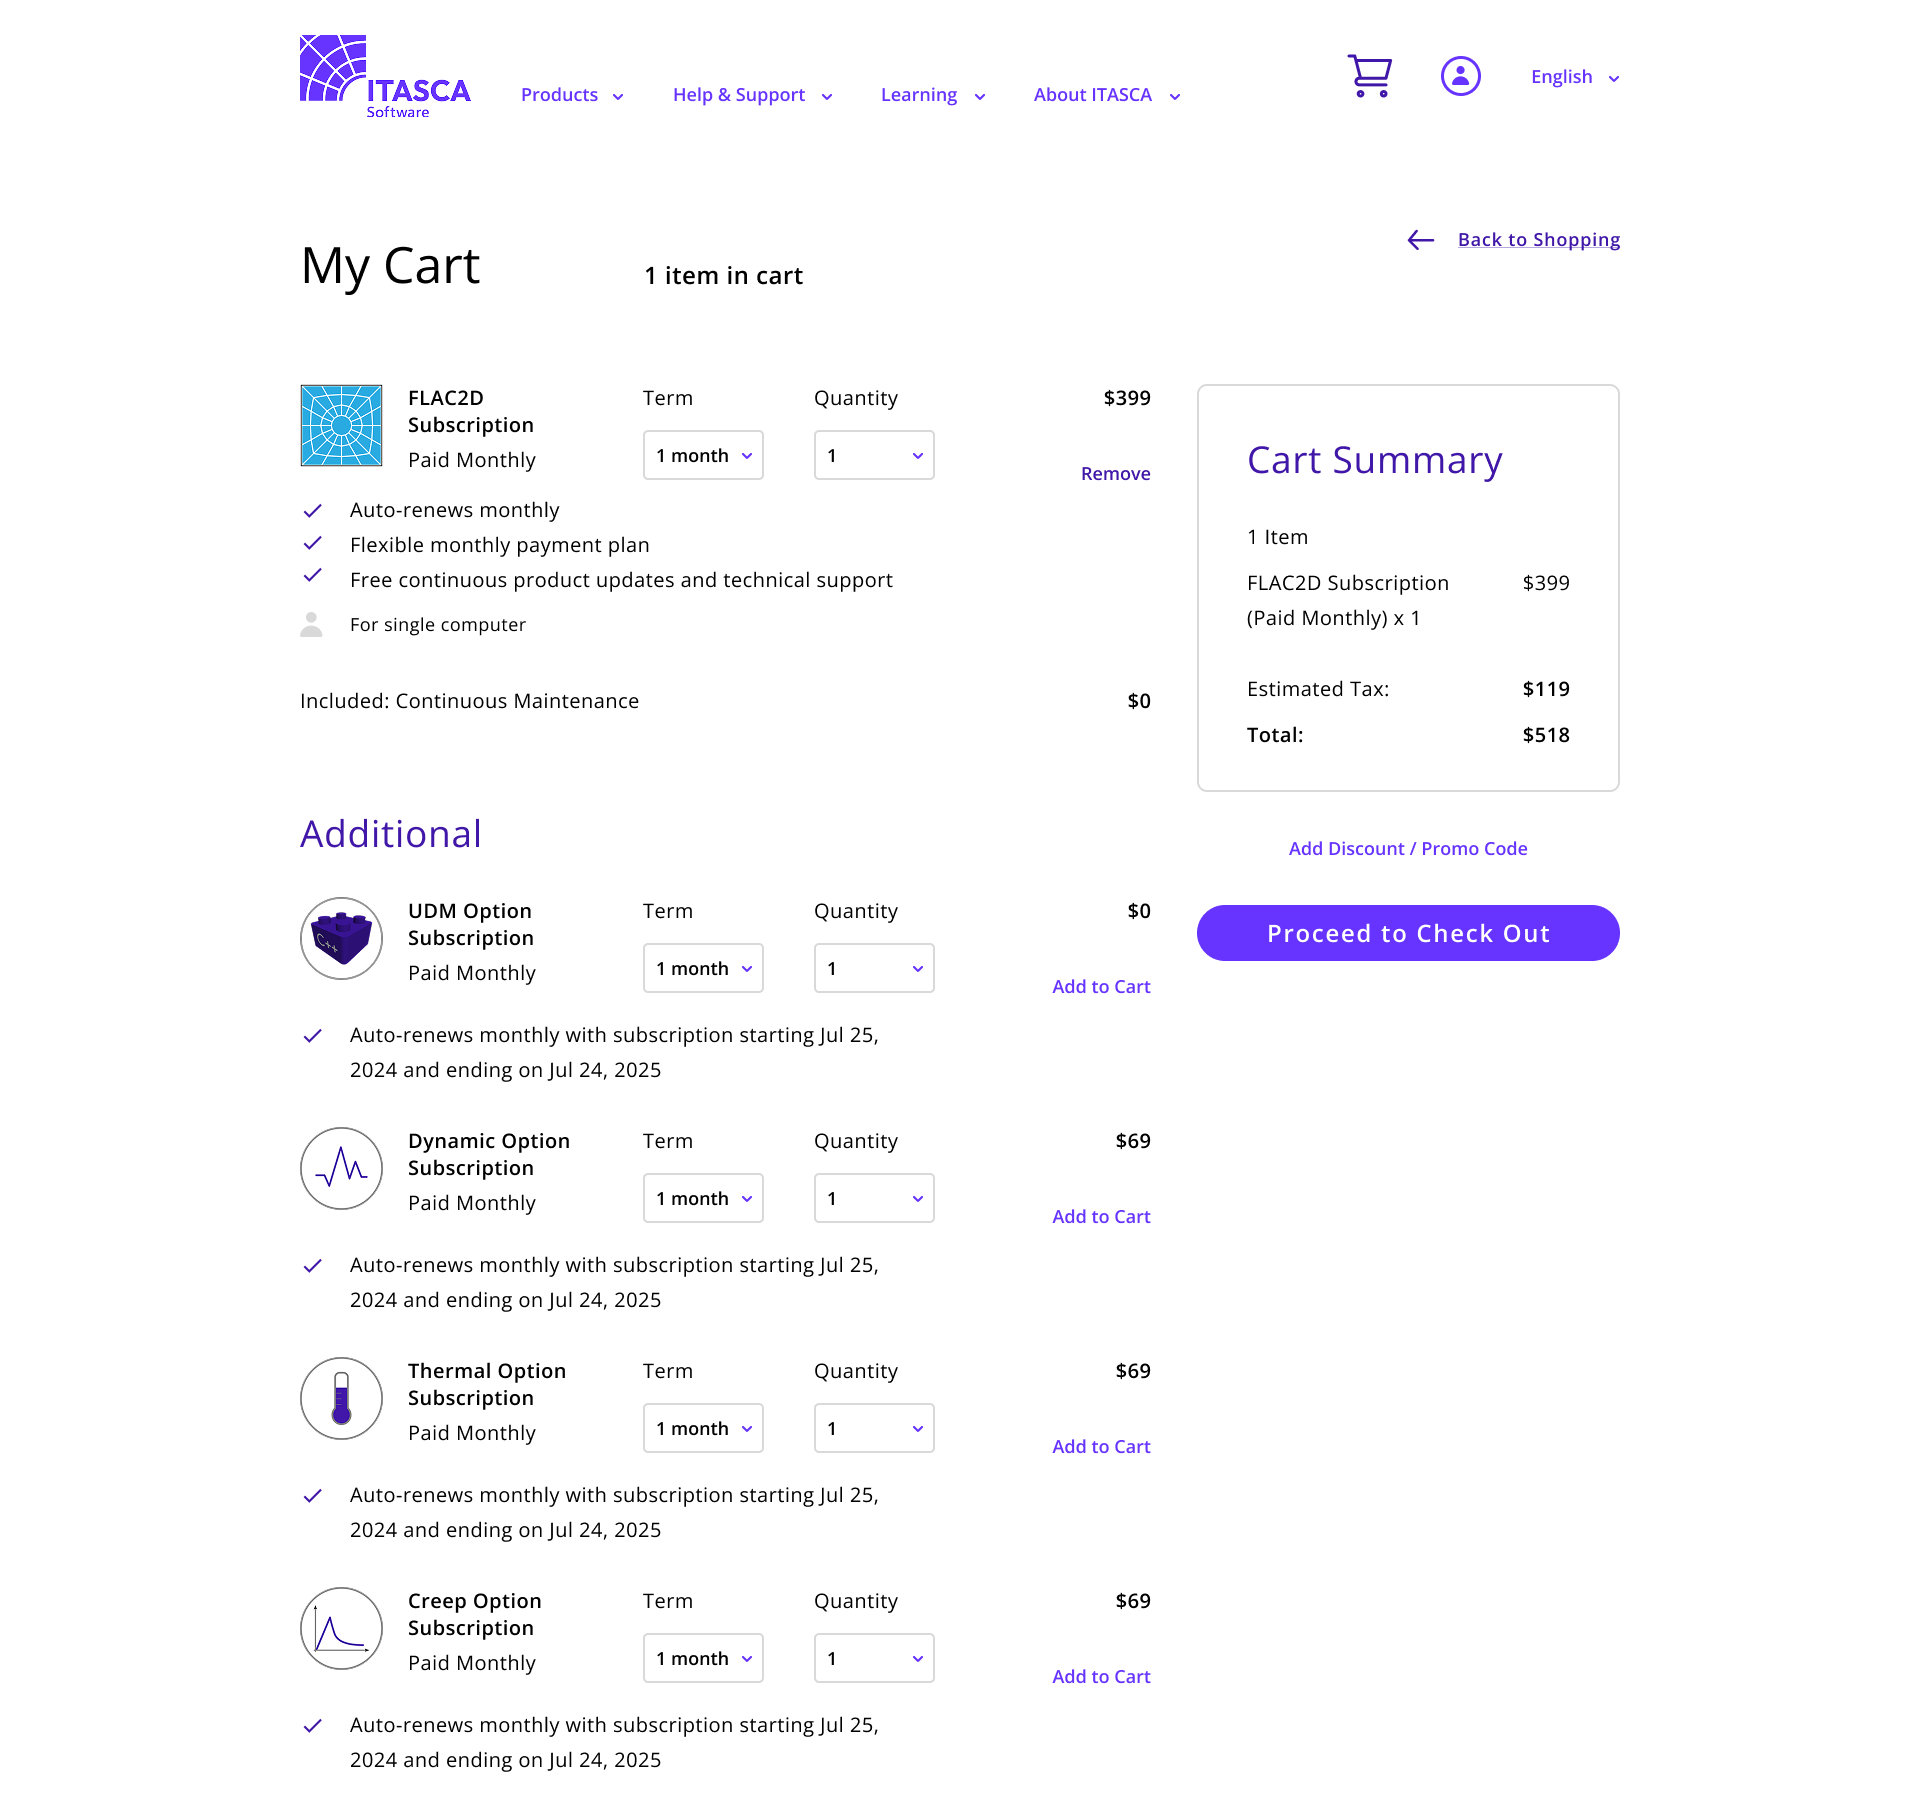 ITASCA
Software
Products
Help & Support
Learning
About ITASCA
English
Back to Shopping
My Cart
1 item in cart
FLAC2D
Subscription
Paid Monthly
Term
1 month
Quantity
1
$399
Remove
Auto-renews monthly
Flexible monthly payment plan
Free continuous product updates and technical support
For single computer
Included: Continuous Maintenance
$0
Cart Summary
1 Item
FLAC2D Subscription
$399
(Paid Monthly) x 1
Estimated Tax:
$119
Total:
$518
Add Discount / Promo Code
Proceed to Check Out
Additional
C++
UDM Option
Subscription
Paid Monthly
Term
1 month
Quantity
1
$0
Add to Cart
Auto-renews monthly with subscription starting Jul 25,
2024 and ending on Jul 24, 2025
Dynamic Option
Subscription
Paid Monthly
Term
1 month
Quantity
1
$69
Add to Cart
Auto-renews monthly with subscription starting Jul 25,
2024 and ending on Jul 24, 2025
Thermal Option
Subscription
Paid Monthly
Term
1 month
Quantity
1
$69
Add to Cart
Auto-renews monthly with subscription starting Jul 25,
2024 and ending on Jul 24, 2025
Creep Option
Subscription
Paid Monthly
Term
1 month
Quantity
1
$69
Add to Cart
Auto-renews monthly with subscription starting Jul 25,
2024 and ending on Jul 24, 2025